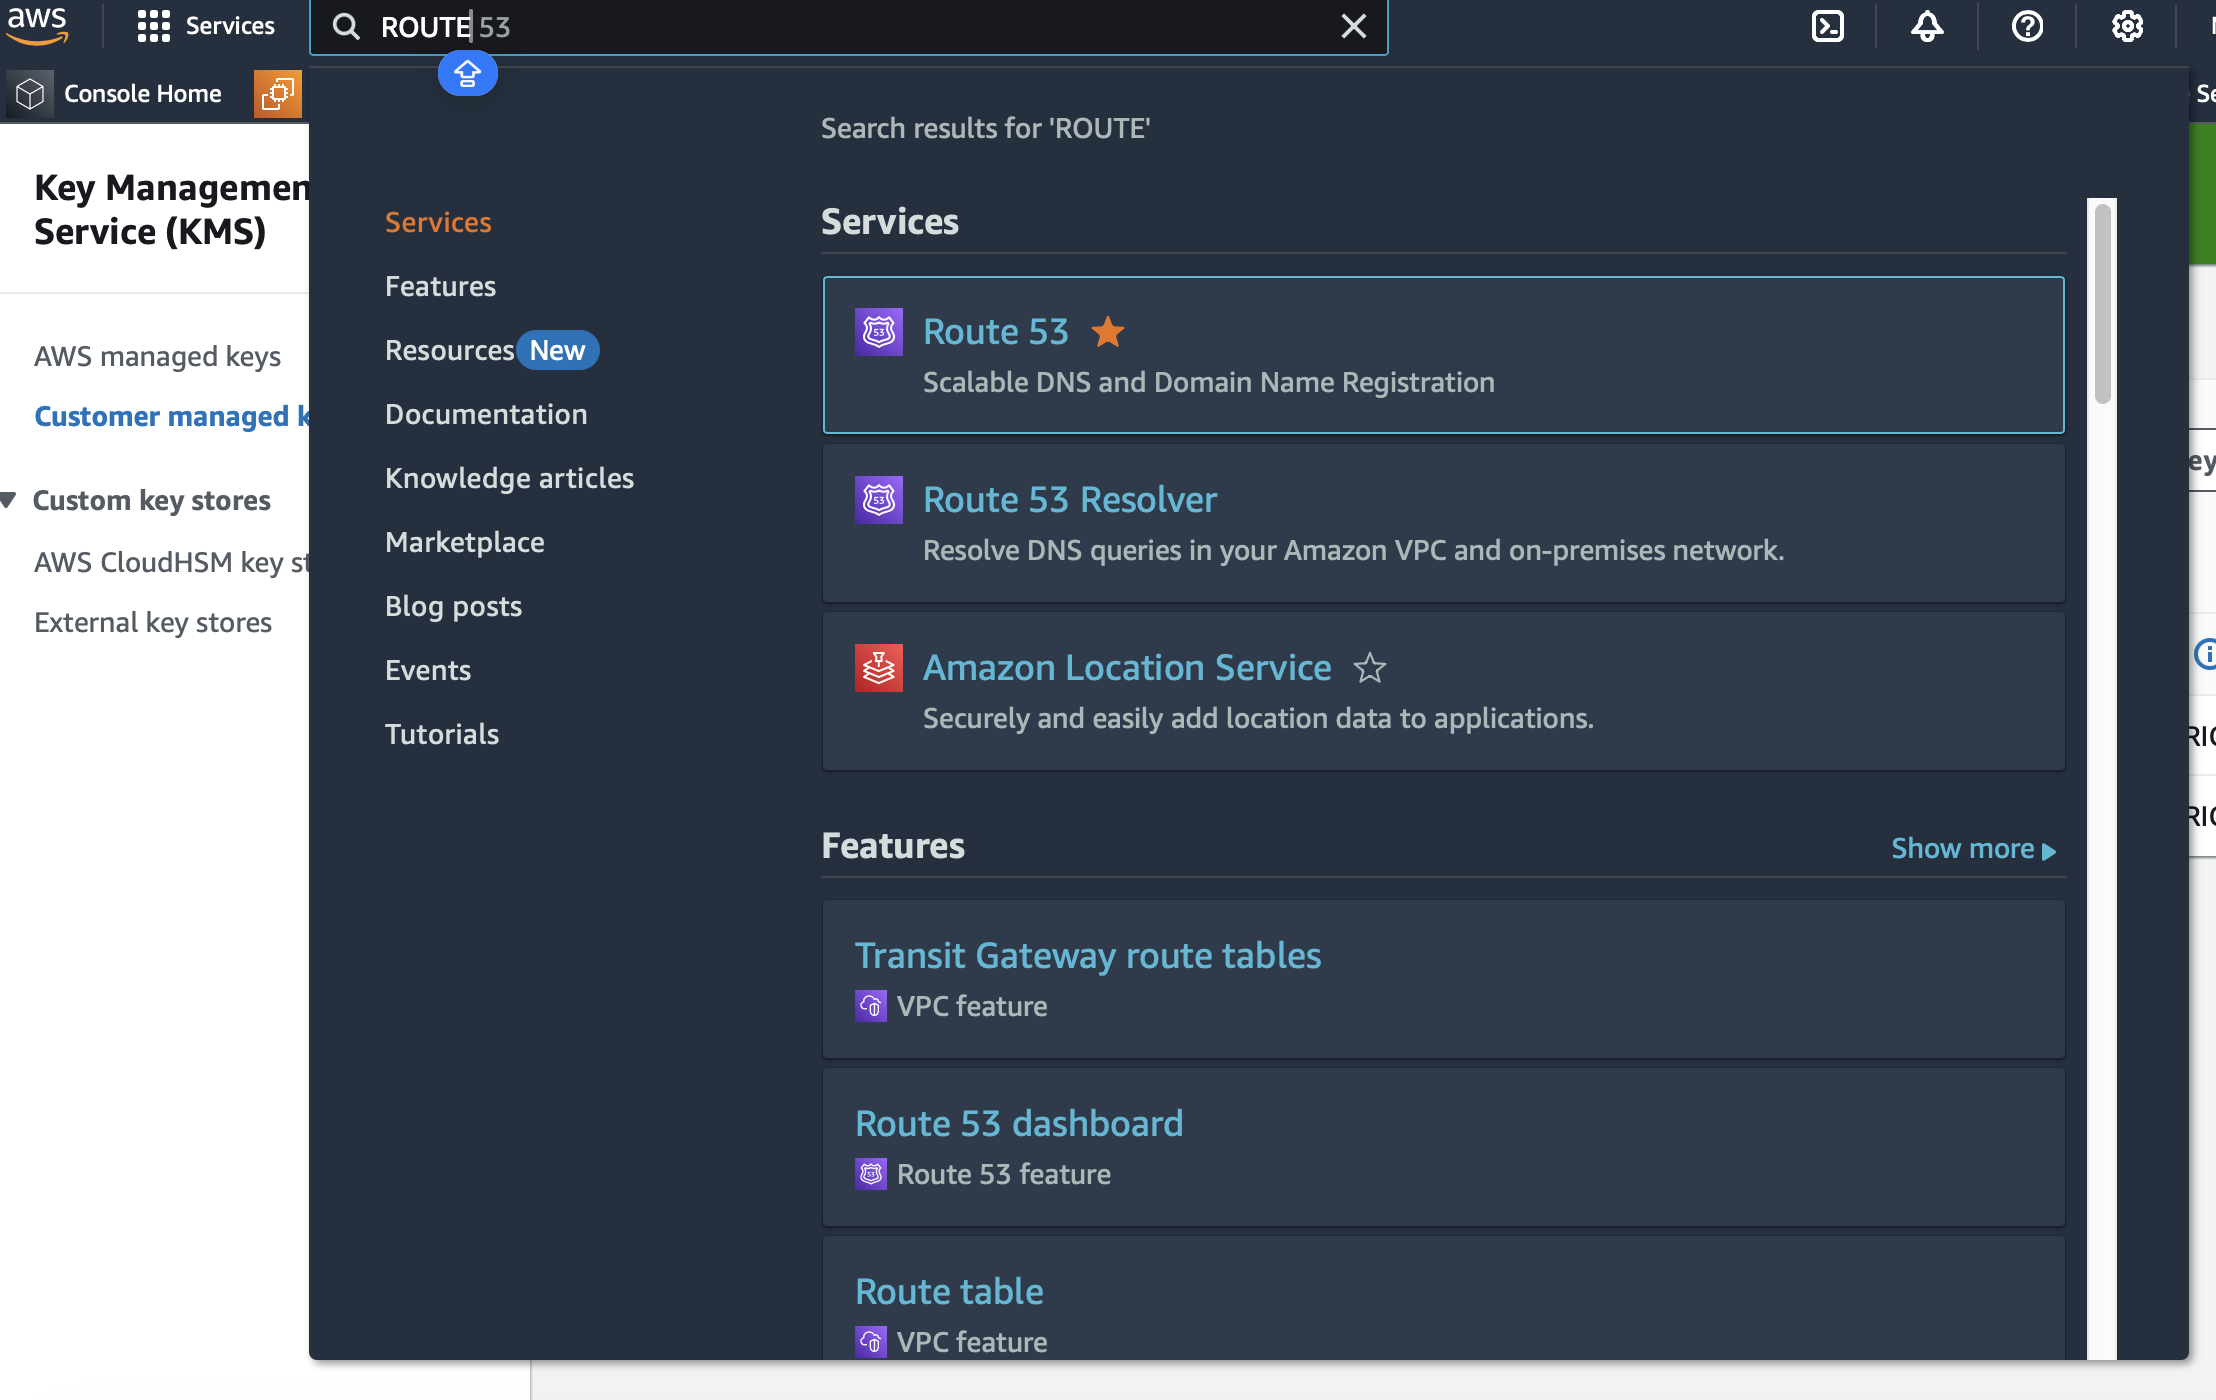 aws
Services
ROUTE 53
Console Home
Se
Search results for 'ROUTE'
Key Managemen
Service (KMS)
AWS managed keys
Customer managed k
Custom key stores
AWS CloudHSM key st
External key stores
Services
Features
Resources New
Documentation
Knowledge articles
Marketplace
Blog posts
Events
Tutorials
Services
Route 53
Scalable DNS and Domain Name Registration
Route 53 Resolver
Resolve DNS queries in your Amazon VPC and on-premises network.
Amazon Location Service
Securely and easily add location data to applications.
Features
Show more
Transit Gateway route tables
VPC feature
Route 53 dashboard
Route 53 feature
Route table
VPC feature
ey